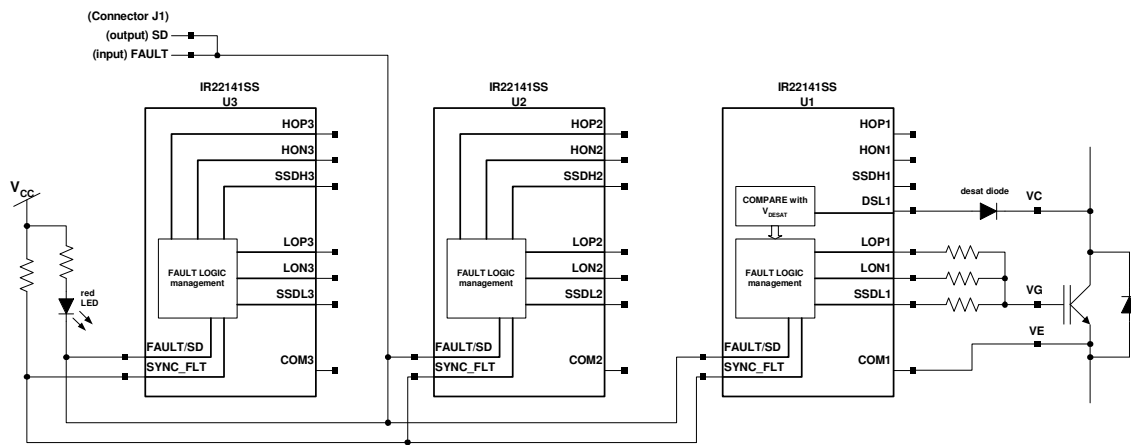 (Connector J1)
(output) SD
(input) FAULT
IR22141SS
U3
HOP3
HON3
SSDH3
FAULT LOGIC
management
LOP3
LON3
SSDL3
FAULT/SD
SYNC_FLT
COM3
VCC
red
LED
IR22141SS
U2
HOP2
HON2
SSDH2
FAULT LOGIC
management
LOP2
LON2
SSDL2
FAULT/SD
SYNC_FLT
COM2
IR22141SS
U1
HOP1
HON1
SSDH1
DSL1
COMPARE with
VDESAT
FAULT LOGIC
management
LOP1
LON1
SSDL1
FAULT/SD
SYNC_FLT
COM1
desat diode
VC
VG
VE